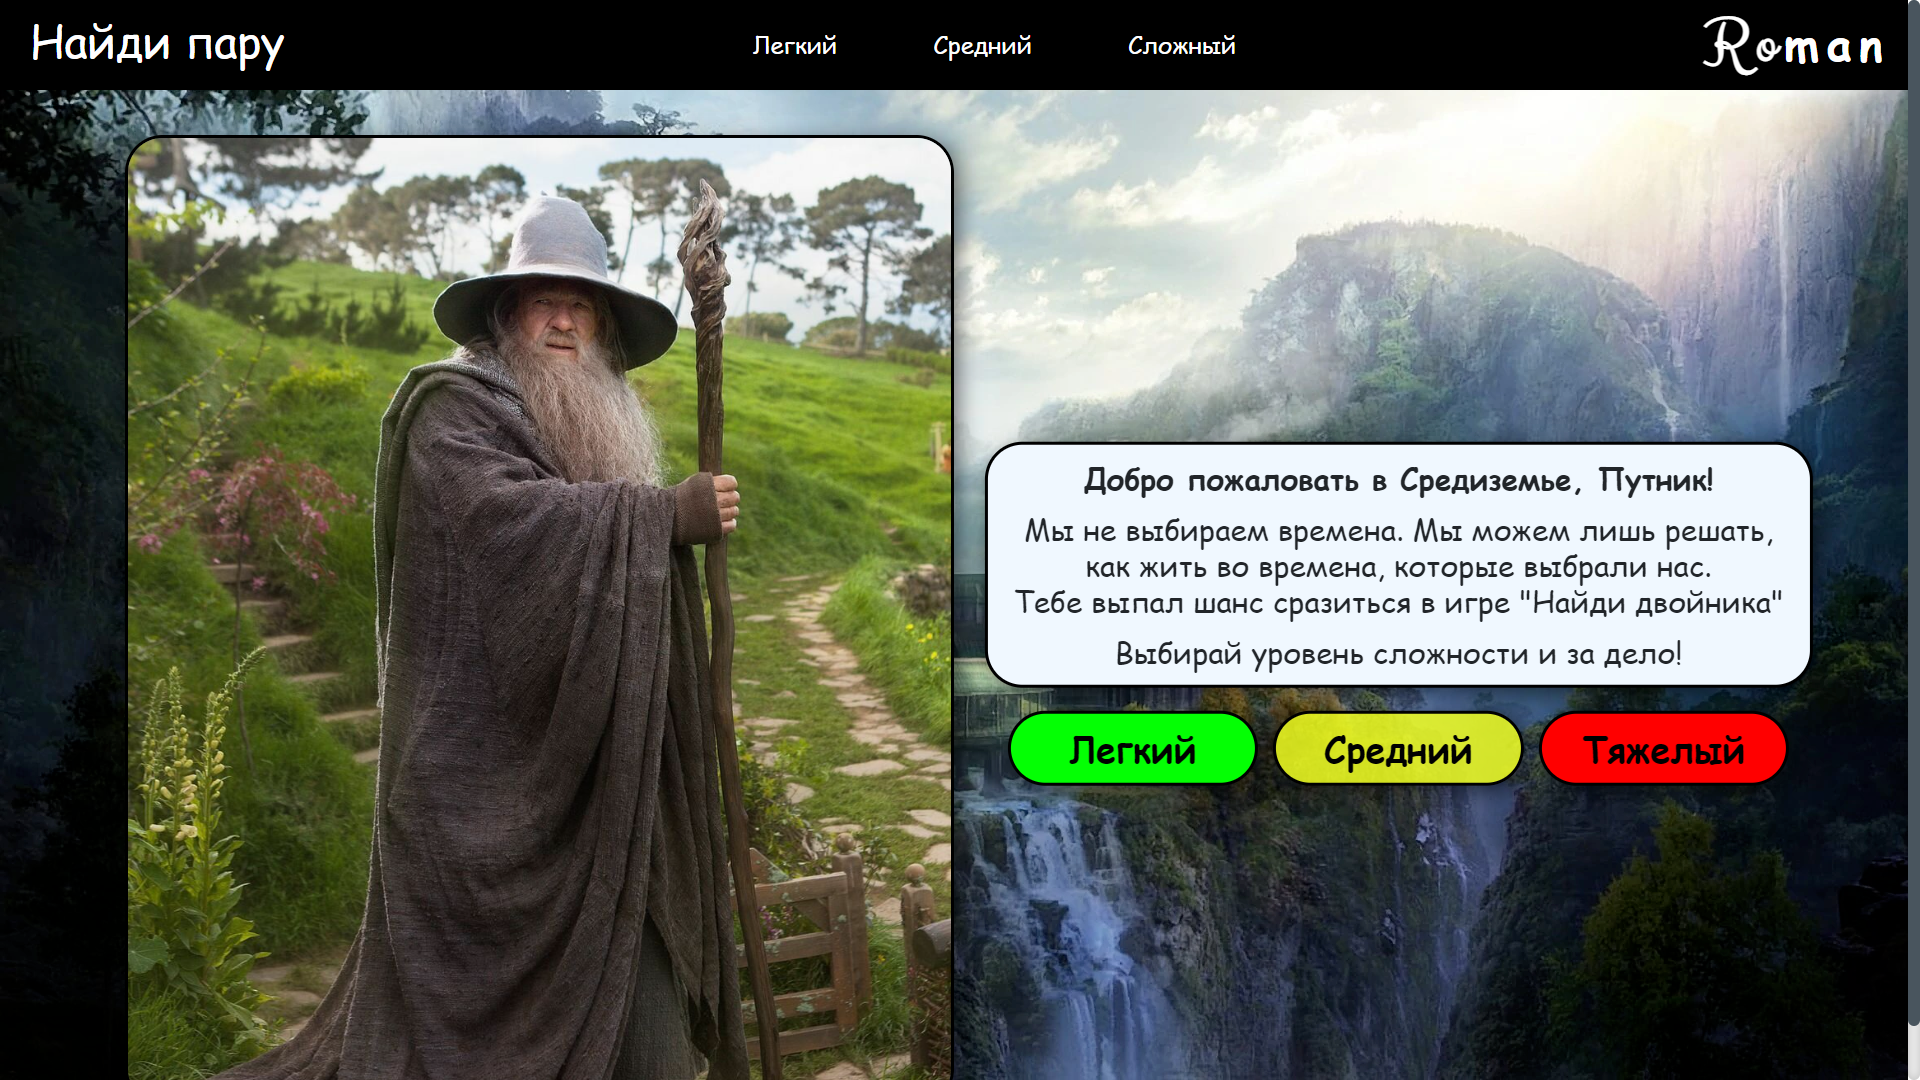 Найди пару
Легкий
Средний
Сложный
Roman
Добро пожаловать в Средиземье, Путник!
Мы не выбираем времена. Мы можем лишь решать,
как жить во времена, которые выбрали нас.
Тебе выпал шанс сразиться в игре "Найди двойника"
Выбирай уровень сложности и за дело!
Легкий
Средний
Тяжелый